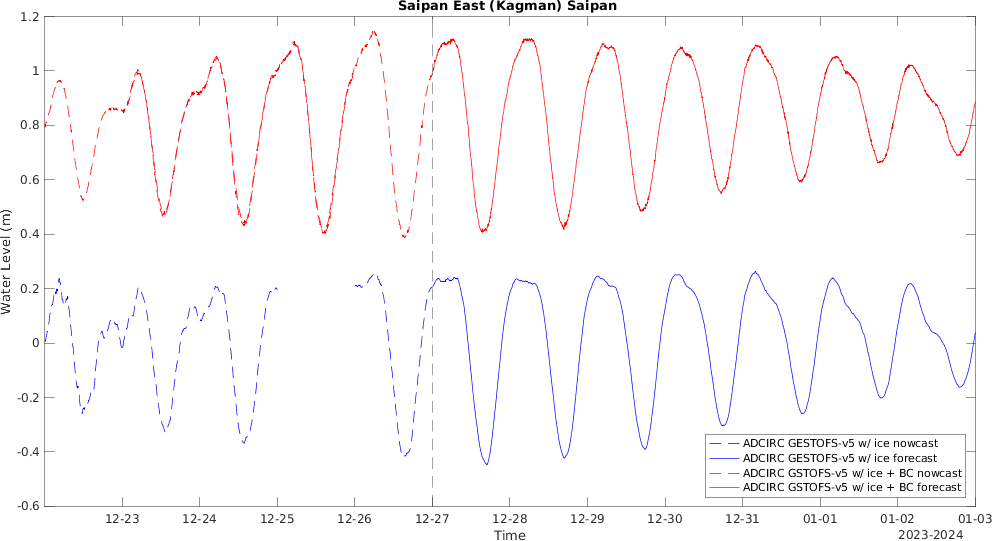 Saipan East (Kagman) Saipan
1.2
1
0.8
0.6
0.4
0.2
0
-0.2
-0.4
-0.6
Water Level (m)
ADCIRC GESTOFS-v5 w/ ice nowcast
ADCIRC GESTOFS-v5 w/ ice forecast
ADCIRC GSTOFS-v5 w/ ice + BC nowcast
ADCIRC GSTOFS-v5 w/ ice + BC forecast
12-23 12-24 12-25 12-26 12-27 12-28 12-29 12-30 12-31 01-01 01-02 01-03
Time
2023-2024